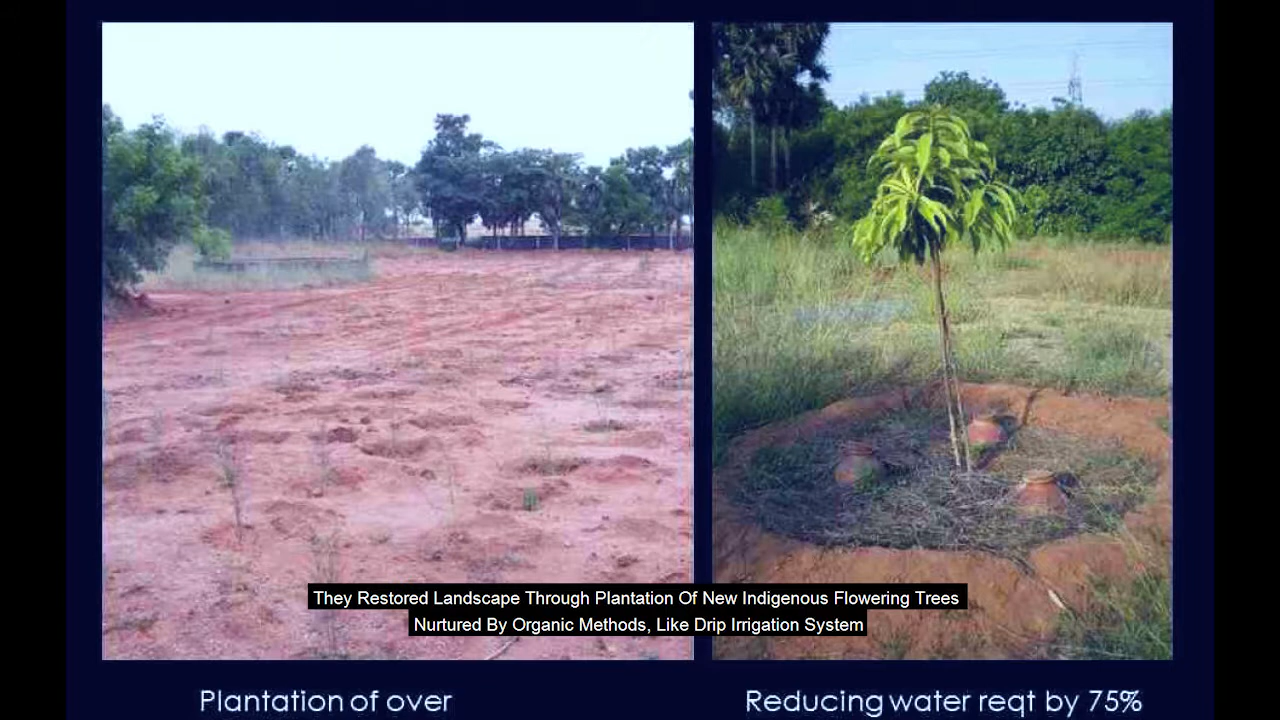 They Restored Landscape Through Plantation Of New Indigenous Flowering Trees
Nurtured By Organic Methods, Like Drip Irrigation System
Plantation of over
Reducing water reqt by 75%